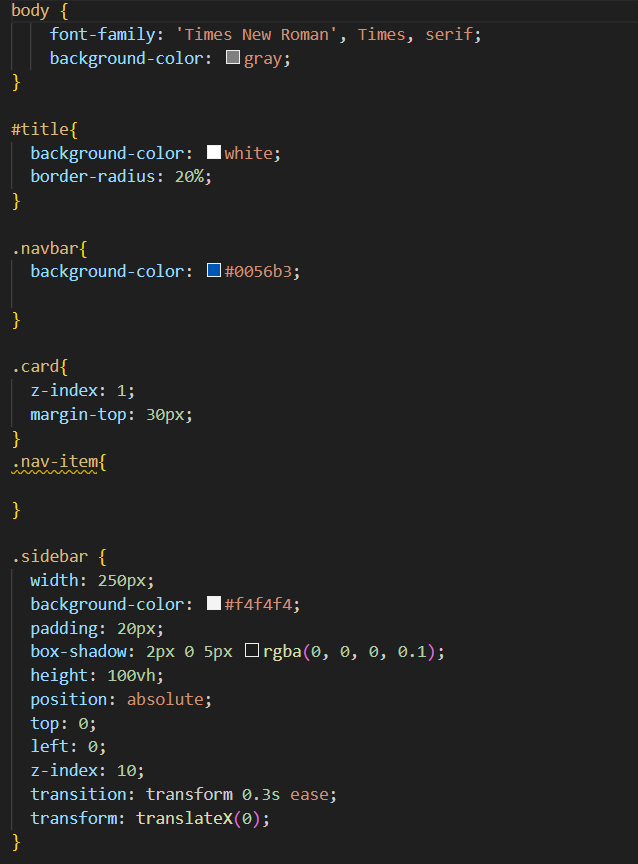 body {
font-family: 'Times New Roman', Times, serif;
background-color: gray;
}
#title{
background-color: white;
border-radius: 20%;
}
.navbar{
background-color: #0056b3;
}
.card{
z-index: 1;
margin-top: 30px;
}
.nav-item{
}
.sidebar {
width: 250px;
background-color: #f4f4f4;
padding: 20px;
box-shadow: 2px 0 5px rgba(0, 0, 0, 0.1);
height: 100vh;
position: absolute;
top: 0;
left: 0;
z-index: 10;
transition: transform 0.3s ease;
transform: translateX(0);
}